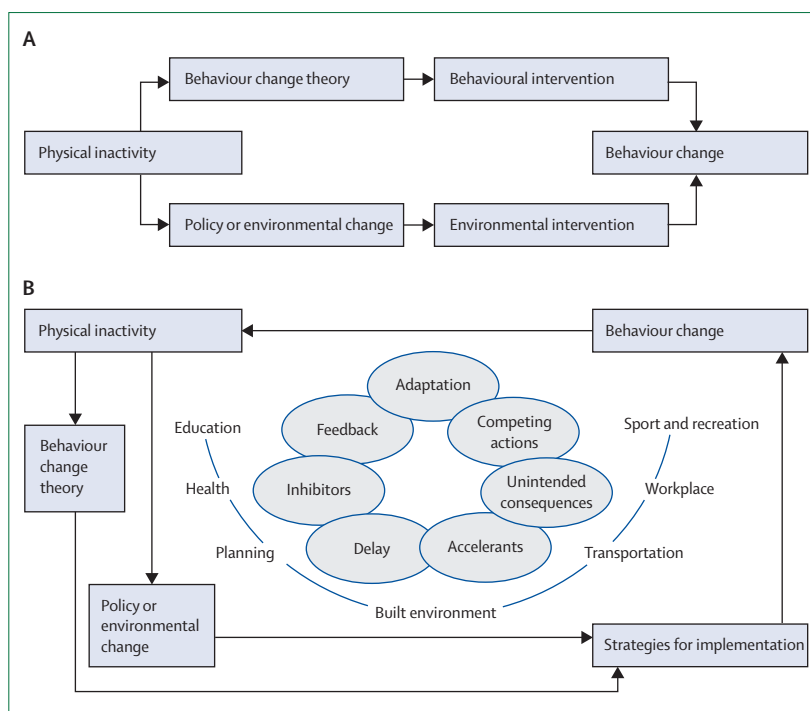 A
Behaviour change theory
Behavioural intervention
Physical inactivity
Behaviour change
Policy or environmental change
Environmental intervention
B
Physical inactivity
Behaviour change
Adaptation
Education
Feedback
Competing
actions
Sport and recreation
Behaviour
change
theory
Health
Inhibitors
Unintended
consequences
Workplace
Planning
Delay
Accelerants
Transportation
Policy or
environmental
change
Built environment
Strategies for implementation